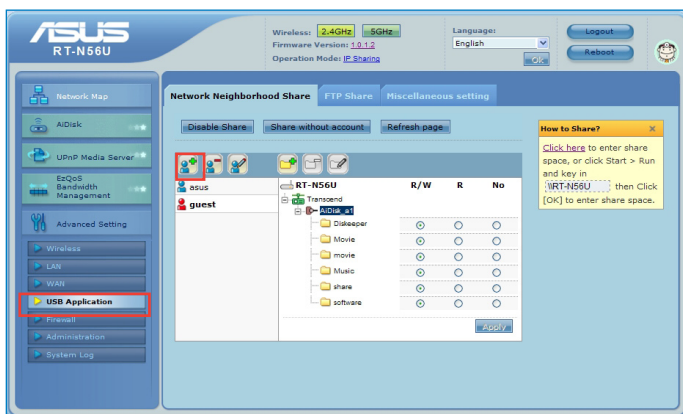 ASUS
RT-N56U
Wireless: 2.4GHz 5GHz
Firmware Version: 1.0.1.2
Operation Mode: IP Sharing
Language:
English
OK
Logout
Reboot
Network Map
AiDisk
UPnP Media Server
EzQoS
Bandwidth
Management
Advanced Setting
Wireless
LAN
WAN
USB Application
Firewall
Administration
System Log
Network Neighborhood Share FTP Share Miscellaneous setting
Disable Share Share without account Refresh page
asus
guest
RT-N56U R/W R No
Transcend
AiDisk_a1
Diskeeper
Movie
movie
Music
share
software
Apply
How to Share? X
Click here to enter share
space, or click Start > Run
and key in
\\RT-N56U then Click
[OK] to enter share space.